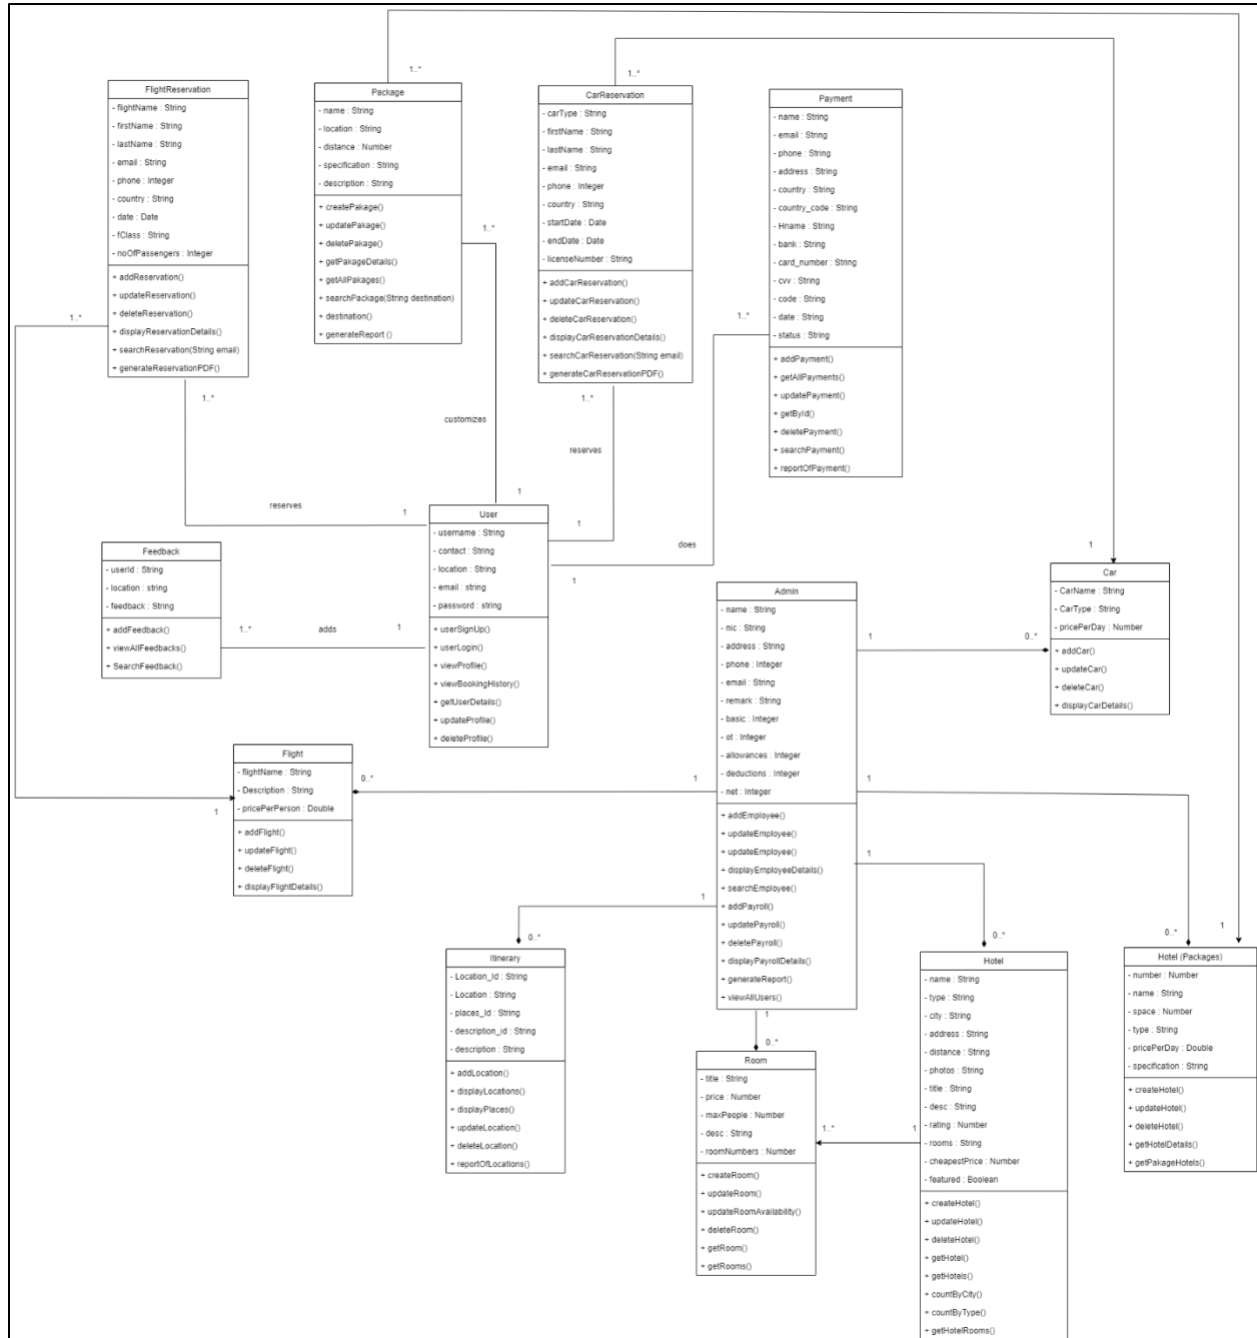 FlightReservation
- flightName : String
- firstName : String
- lastName : String
- email : String
- phone : Integer
- country : String
- date : Date
- fClass : String
- noOfPassengers : Integer
+ addReservation()
+ updateReservation()
+ deleteReservation()
+ displayReservationDetails()
+ searchReservation(String email)
+ generateReservationPDF()
1..*
1..*
1..*
Package
- name : String
- location : String
- distance : Number
- specification : String
- description : String
+ createPakage()
+ updatePakage()
+ deletePakage()
+ getPakageDetails()
+ getAllPakages()
+ searchPackage(String destination)
+ destination()
+ generateReport ()
1..*
customizes
1
1..*
CarReservation
- carType : String
- firstName : String
- lastName : String
- email : String
- phone : Integer
- country : String
- startDate : Date
- endDate : Date
- licenseNumber : String
+ addCarReservation()
+ updateCarReservation()
+ deleteCarReservation()
+ displayCarReservationDetails()
+ searchCarReservation(String email)
+ generateCarReservationPDF()
1..*
reserves
1
Payment
- name : String
- email : String
- phone : String
- address : String
- country : String
- country_code : String
- Hname : String
- bank : String
- card_number : String
- cvv : String
- code : String
- date : String
- status : String
+ addPayment()
+ getAllPayments()
+ updatePayment()
+ getById()
+ deletePayment()
+ searchPayment()
+ reportOfPayment()
1..*
does
1
reserves
1
User
- username : String
- contact : String
- location : String
- email : string
- password : string
+ userSignUp()
+ userLogin()
+ viewProfile()
+ viewBookingHistory()
+ getUserDetails()
+ updateProfile()
+ deleteProfile()
Feedback
- userId : String
- location : string
- feedback : String
+ addFeedback()
+ viewAllFeedbacks()
+ SearchFeedback()
1..*
adds
1
1
Car
- CarName : String
- CarType : String
- pricePerDay : Number
+ addCar()
+ updateCar()
+ deleteCar()
+ displayCarDetails()
Admin
- name : String
- nic : String
- address : String
- phone : Integer
- email : String
- remark : String
- basic : Integer
- ot : Integer
- allowances : Integer
- deductions : Integer
- net : Integer
+ addEmployee()
+ updateEmployee()
+ updateEmployee()
+ displayEmployeeDetails()
+ searchEmployee()
+ addPayroll()
+ updatePayroll()
+ deletePayroll()
+ displayPayrollDetails()
+ generateReport()
+ viewAllUsers()
1
0..*
Flight
- flightName : String
- Description : String
- pricePerPerson : Double
+ addFlight()
+ updateFlight()
+ deleteFlight()
+ displayFlightDetails()
1
0..*
1
1
1
1
0..*
Itinerary
- Location_Id : String
- Location : String
- places_Id : String
- description_id : String
- description : String
+ addLocation()
+ displayLocations()
+ displayPlaces()
+ updateLocation()
+ deleteLocation()
+ reportOfLocations()
1
0..*
Room
- title : String
- price : Number
- maxPeople : Number
- desc : String
- roomNumbers : Number
+ createRoom()
+ updateRoom()
+ updateRoomAvailability()
+ deleteRoom()
+ getRoom()
+ getRooms()
1..*
1
0..*
Hotel
- name : String
- type : String
- city : String
- address : String
- distance : String
- photos : String
- title : String
- desc : String
- rating : Number
- rooms : String
- cheapestPrice : Number
- featured : Boolean
+ createHotel()
+ updateHotel()
+ deleteHotel()
+ getHotel()
+ getHotels()
+ countByCity()
+ countByType()
+ getHotelRooms()
0..*
1
Hotel (Packages)
- number : Number
- name : String
- space : Number
- type : String
- pricePerDay : Double
- specification : String
+ createHotel()
+ updateHotel()
+ deleteHotel()
+ getHotelDetails()
+ getPakageHotels()